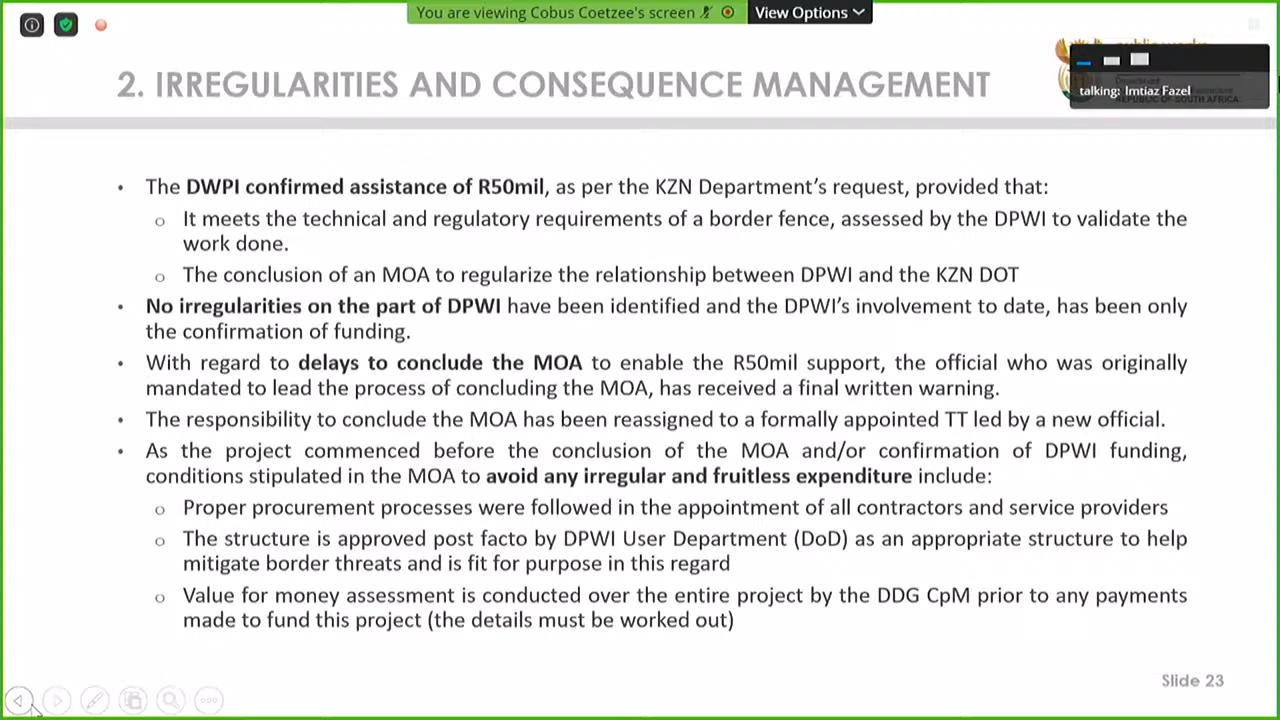 You are viewing Cobus Coetzee's screen
View Options
2. IRREGULARITIES AND CONSEQUENCE MANAGEMENT
talking: Imtiaz Fazel
• The DWPI confirmed assistance of R50mil, as per the KZN Department’s request, provided that:
o It meets the technical and regulatory requirements of a border fence, assessed by the DPWI to validate the
work done.
o The conclusion of an MOA to regularize the relationship between DPWI and the KZN DOT
• No irregularities on the part of DPWI have been identified and the DPWI’s involvement to date, has been only
the confirmation of funding.
• With regard to delays to conclude the MOA to enable the R50mil support, the official who was originally
mandated to lead the process of concluding the MOA, has received a final written warning.
• The responsibility to conclude the MOA has been reassigned to a formally appointed TT led by a new official.
• As the project commenced before the conclusion of the MOA and/or confirmation of DPWI funding,
conditions stipulated in the MOA to avoid any irregular and fruitless expenditure include:
o Proper procurement processes were followed in the appointment of all contractors and service providers
o The structure is approved post facto by DPWI User Department (DoD) as an appropriate structure to help
mitigate border threats and is fit for purpose in this regard
o Value for money assessment is conducted over the entire project by the DDG CpM prior to any payments
made to fund this project (the details must be worked out)
Slide 23